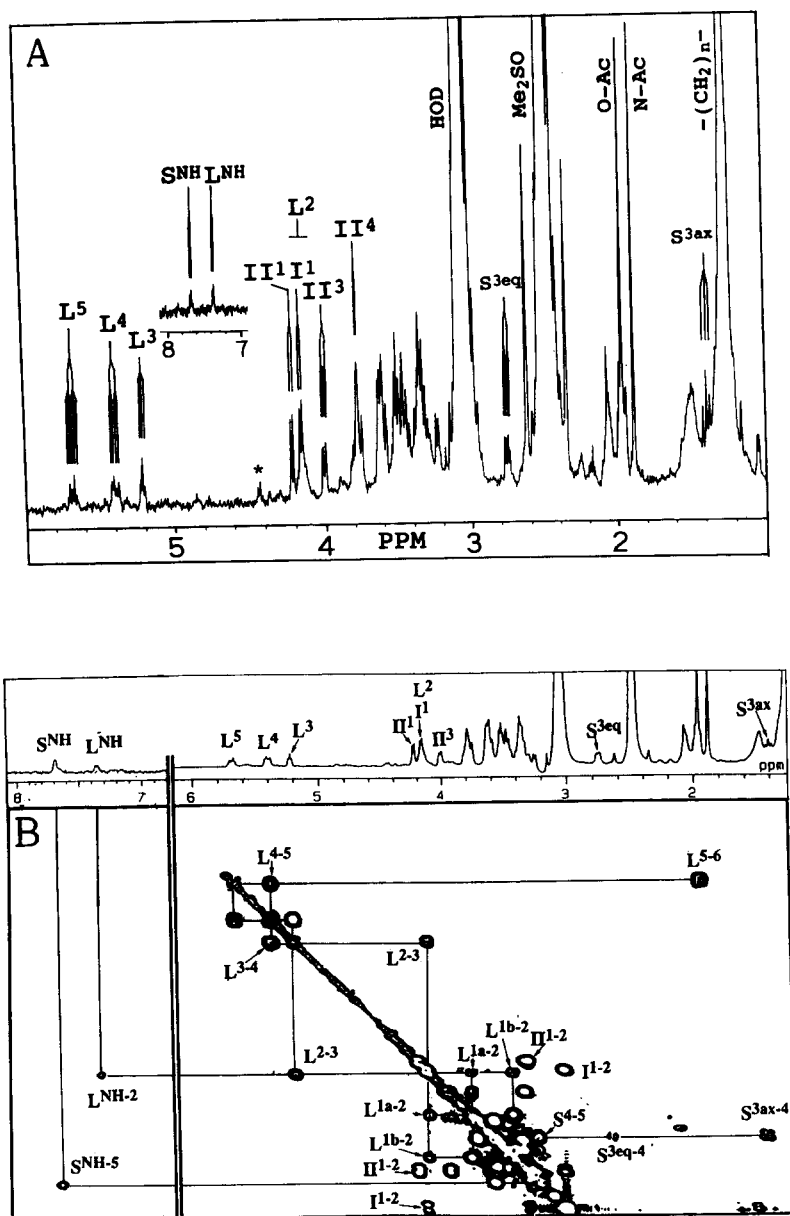 A
HOD
Me₂SO
O-Ac
N-Ac
-(CH₂)n-
Sᴺᴴ Lᴺᴴ
L²
II⁴
S³ᵃˣ
II¹ I¹
II³
S³ᵉq
L⁵
L⁴
L³
8 7
*
5 4 PPM 3 2
L²
Sᴺᴴ Lᴺᴴ L⁵ L⁴ L³ II¹ I¹ II³ S³ᵉq S³ᵃˣ
ppm
8 7 6 5 4 3 2
B
L⁴⁻⁵
L⁵⁻⁶
L³⁻⁴
L²⁻³
L¹ᵇ⁻²
II¹⁻²
L²⁻³
L¹ᵃ⁻²
I¹⁻²
Lᴺᴴ⁻²
L¹ᵃ⁻²
S⁴⁻⁵
S³ᵃˣ⁻⁴
L¹ᵇ⁻²
S³ᵉq⁻⁴
Sᴺᴴ⁻⁵
II¹⁻²
I¹⁻²